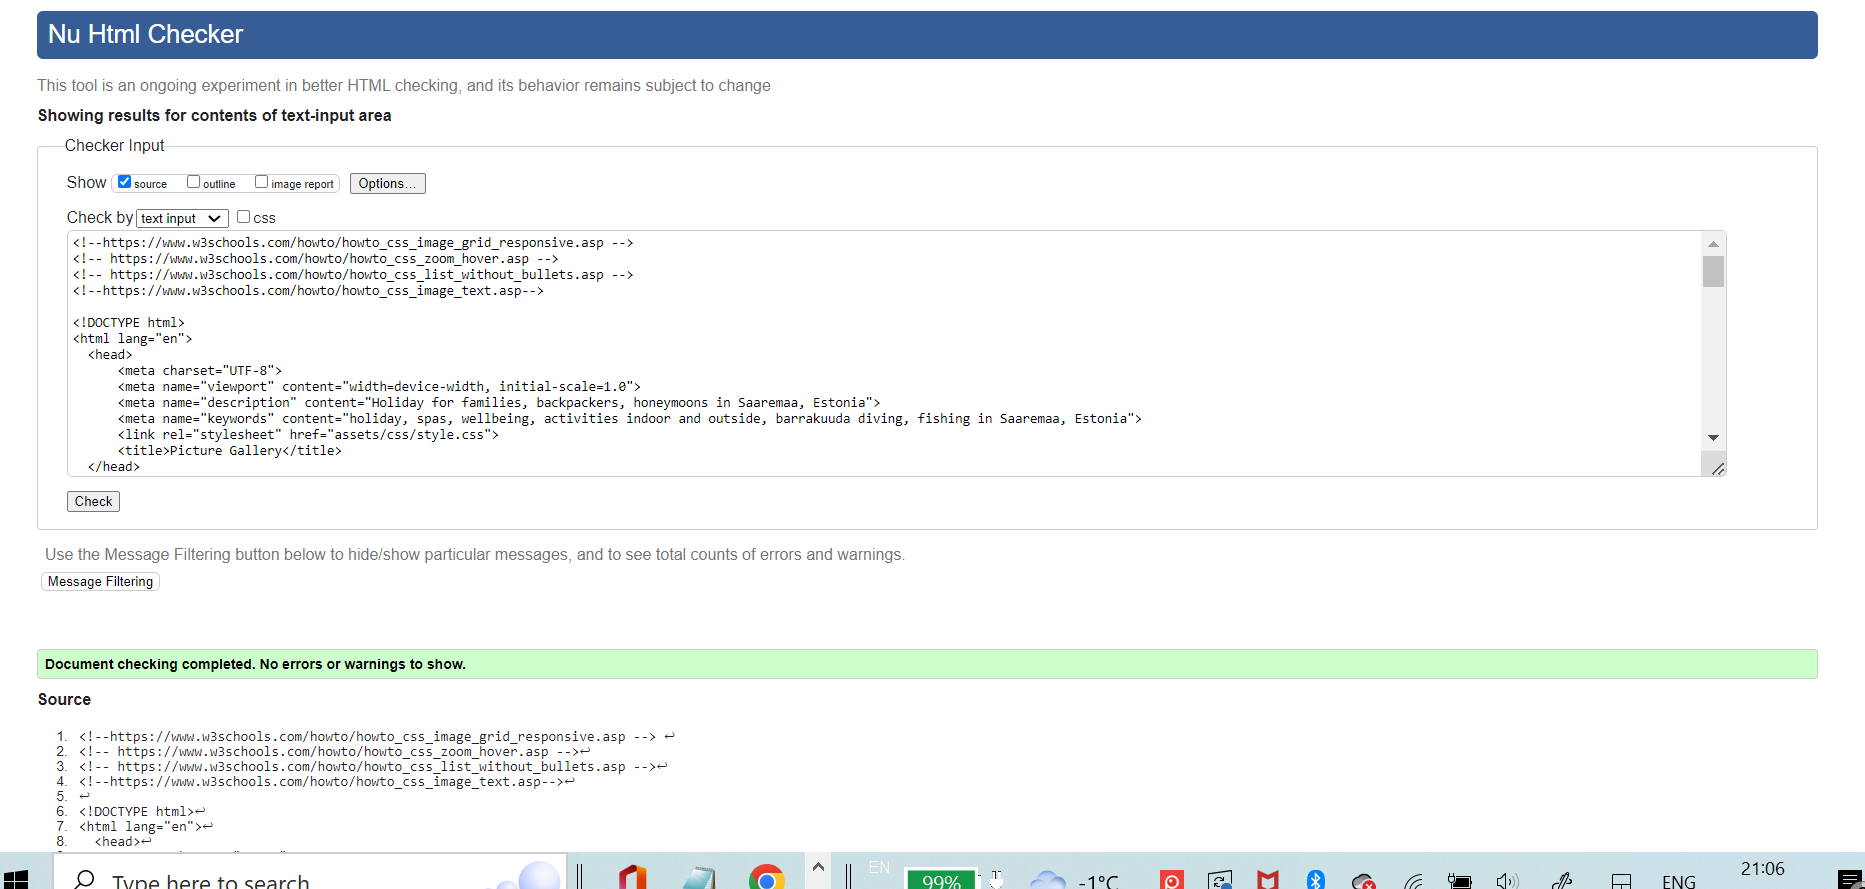 Nu Html Checker
This tool is an ongoing experiment in better HTML checking, and its behavior remains subject to change
Showing results for contents of text-input area
Checker Input
Show source outline image report Options...
Check by text input css
<!--https://www.w3schools.com/howto/howto_css_image_grid_responsive.asp -->
<!-- https://www.w3schools.com/howto/howto_css_zoom_hover.asp -->
<!-- https://www.w3schools.com/howto/howto_css_list_without_bullets.asp -->
<!--https://www.w3schools.com/howto/howto_css_image_text.asp-->
<!DOCTYPE html>
<html lang="en">
<head>
<meta charset="UTF-8">
<meta name="viewport" content="width=device-width, initial-scale=1.0">
<meta name="description" content="Holiday for families, backpackers, honeymoons in Saaremaa, Estonia">
<meta name="keywords" content="holiday, spas, wellbeing, activities indoor and outside, barrakuuda diving, fishing in Saaremaa, Estonia">
<link rel="stylesheet" href="assets/css/style.css">
<title>Picture Gallery</title>
</head>
Check
Use the Message Filtering button below to hide/show particular messages, and to see total counts of errors and warnings.
Message Filtering
Document checking completed. No errors or warnings to show.
Source
1. <!--https://www.w3schools.com/howto/howto_css_image_grid_responsive.asp --> ↩
2. <!-- https://www.w3schools.com/howto/howto_css_zoom_hover.asp -->↩
3. <!-- https://www.w3schools.com/howto/howto_css_list_without_bullets.asp -->↩
4. <!--https://www.w3schools.com/howto/howto_css_image_text.asp-->↩
5. ↩
6. <!DOCTYPE html>↩
7. <html lang="en">↩
8. <head>↩
Type here to search
EN
99%
-1°C
ENG
21:06